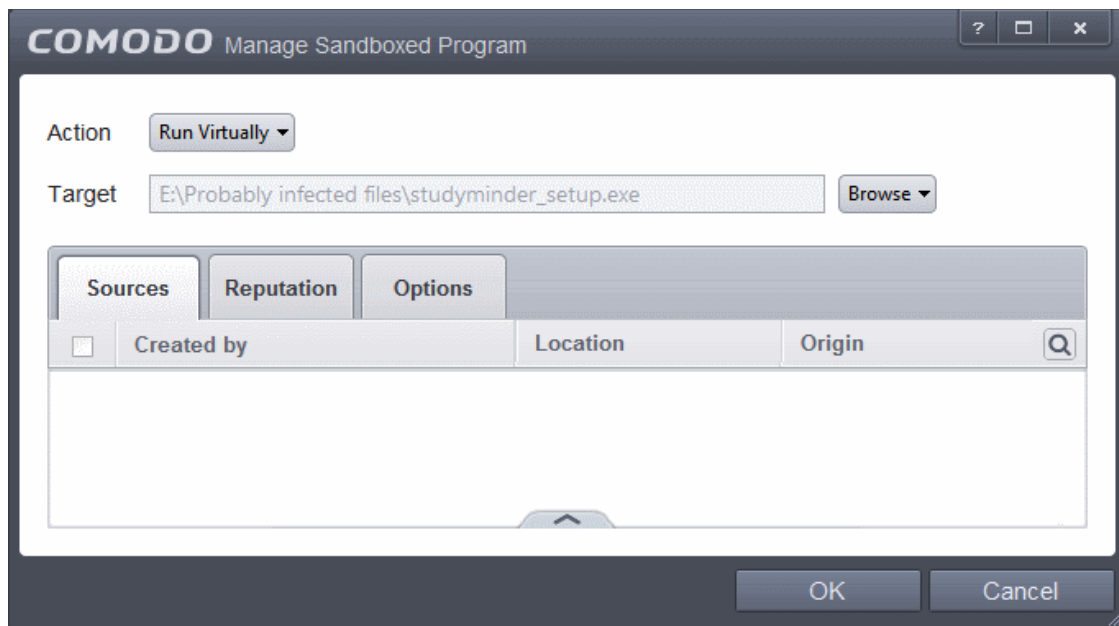 COMODO Manage Sandboxed Program ? ×
Action Run Virtually
Target E:\Probably infected files\studyminder_setup.exe Browse
Sources Reputation Options
Created by Location Origin
OK Cancel